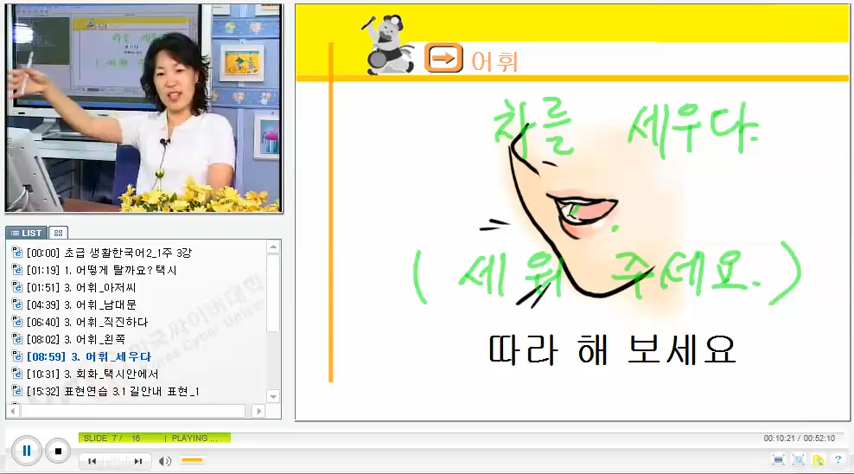 어휘
차를 세우다.
( 세워 주세요. )
따라 해 보세요
LIST
[00:00] 초급 생활한국어2_1주 3강
[01:19] 1. 어떻게 탈까요? 택시
[01:51] 3. 어휘_아저씨
[04:39] 3. 어휘_남대문
[06:40] 3. 어휘_직진하다
[08:02] 3. 어휘_왼쪽
[08:59] 3. 어휘_세우다
[10:31] 3. 회화_택시안에서
[15:32] 표현연습 3.1 길안내 표현_1
SLIDE 7 / 16 | PLAYING ...
00:10:21 / 00:52:10